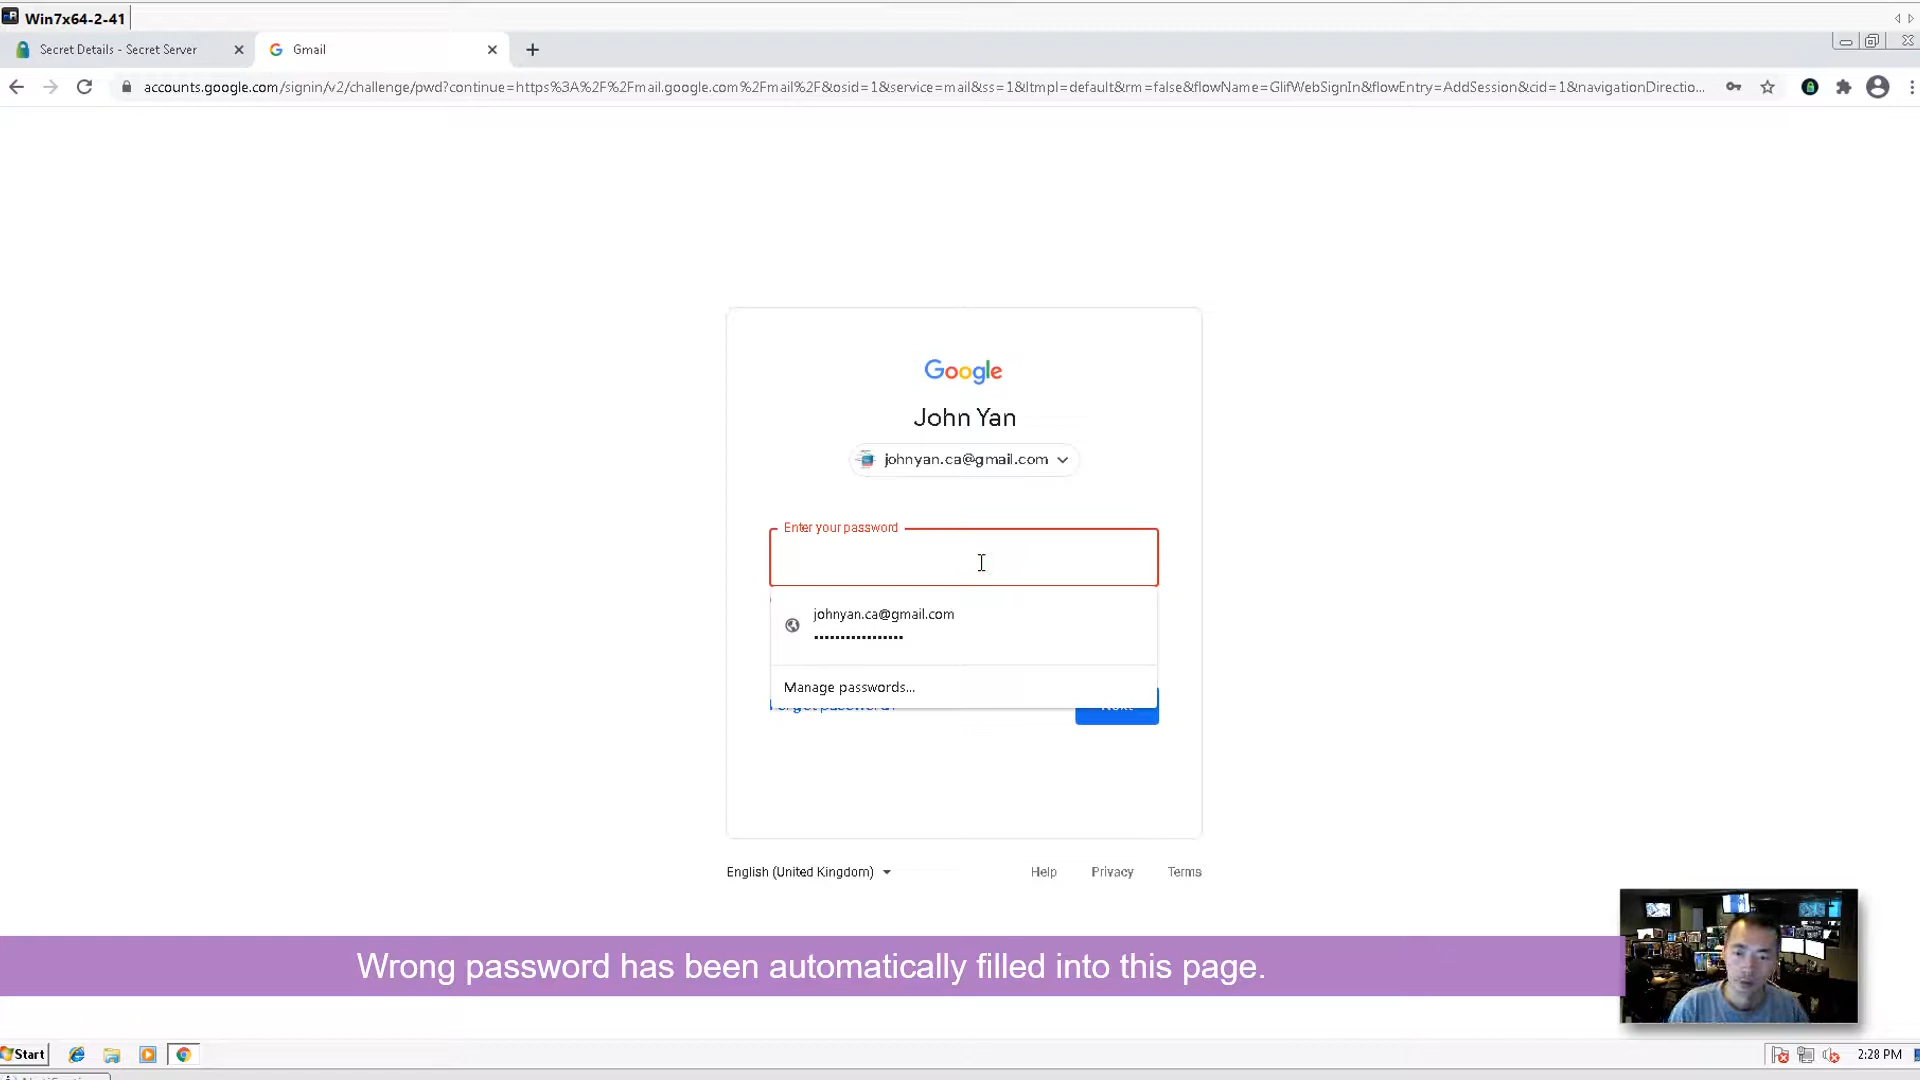 Win7x64-2-41
Secret Details - Secret Server
Gmail
accounts.google.com/signin/v2/challenge/pwd?continue=https%3A%2F%2Fmail.google.com%2Fmail%2F&osid=1&service=mail&ss=1&ltmpl=default&rm=false&flowName=GlifWebSignIn&flowEntry=AddSession&cid=1&navigationDirectio...
Google
John Yan
johnyan.ca@gmail.com
Enter your password
johnyan.ca@gmail.com
•••••••••••••••••
Manage passwords...
Forgot password?
Next
English (United Kingdom)
Help
Privacy
Terms
Wrong password has been automatically filled into this page.
Start
2:28 PM